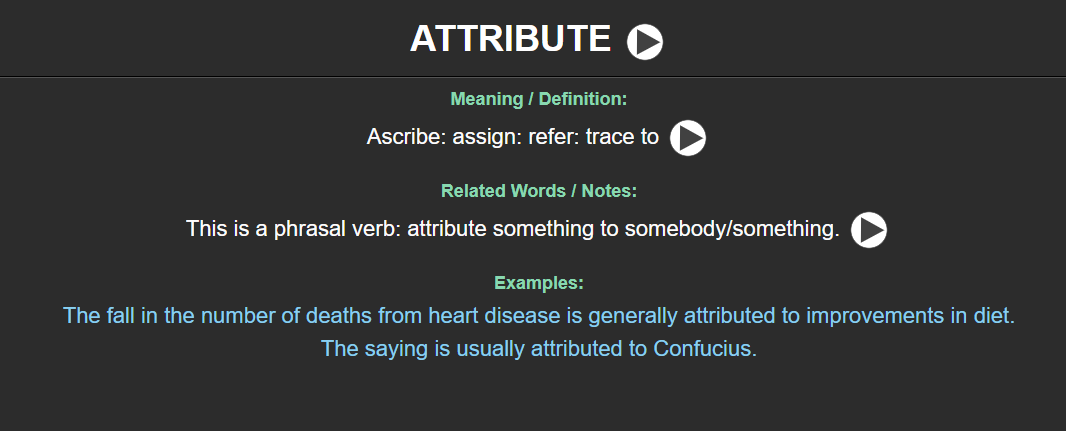 ATTRIBUTE
Meaning / Definition:
Ascribe: assign: refer: trace to
Related Words / Notes:
This is a phrasal verb: attribute something to somebody/something.
Examples:
The fall in the number of deaths from heart disease is generally attributed to improvements in diet.
The saying is usually attributed to Confucius.